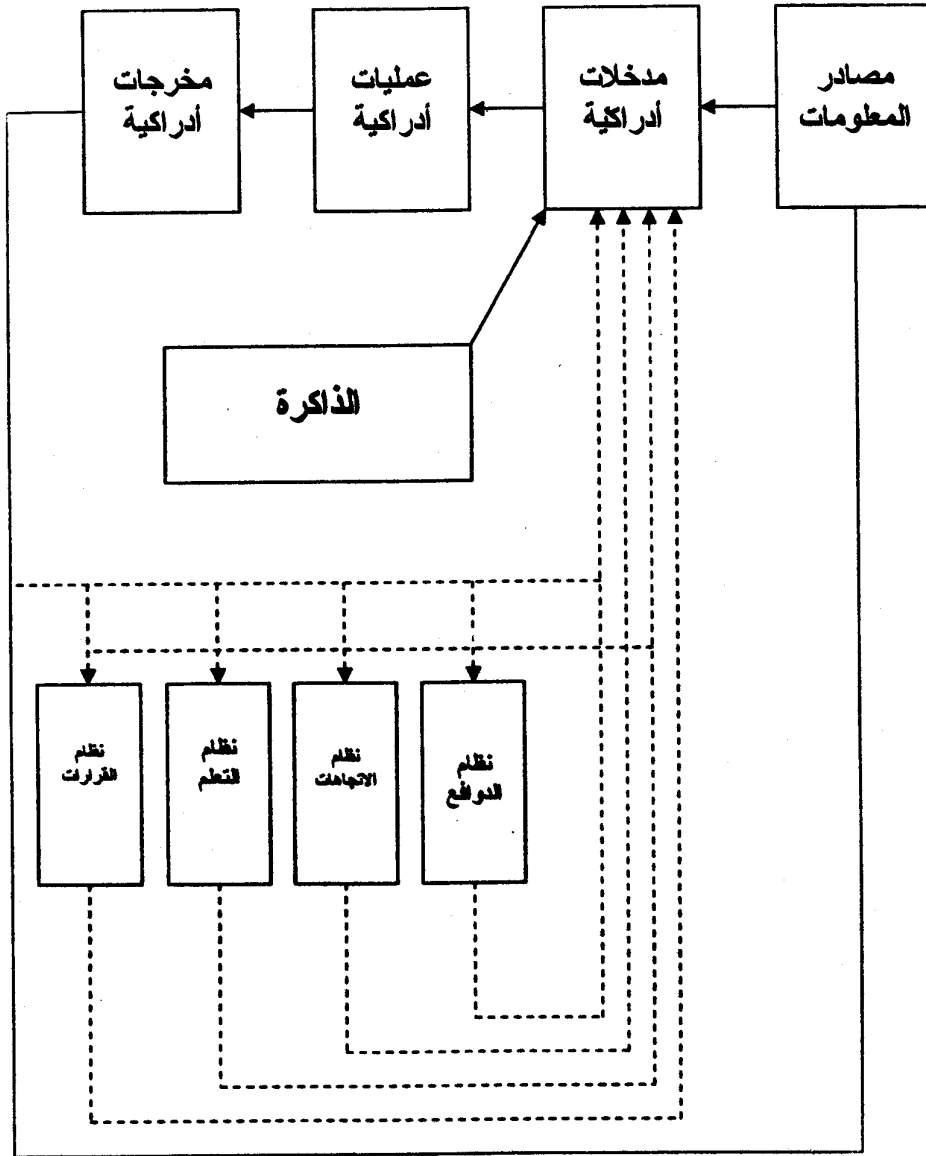 مصادر
المعلومات
مدخلات
أدراكية
عمليات
أدراكية
مخرجات
أدراكية
الذاكرة
نظام
الدوافع
نظام
الاتجاهات
نظام
التعلم
نظام
القرارات